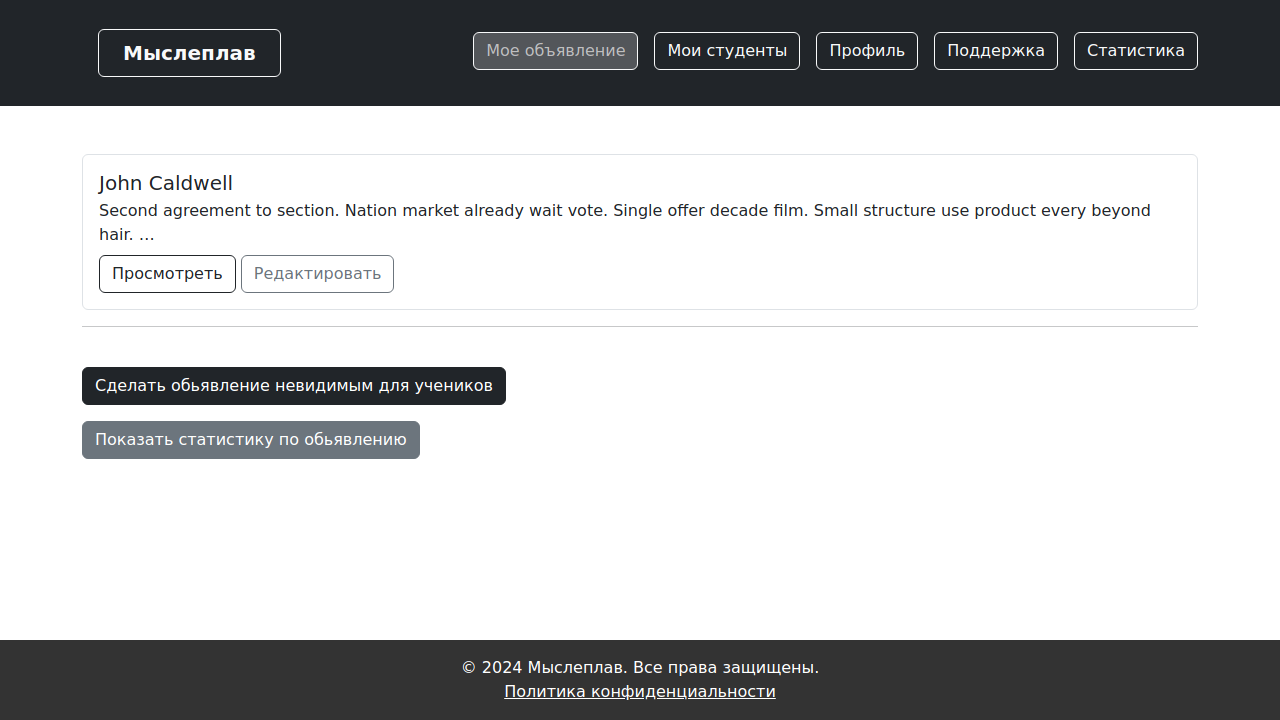 Мыслеплав
Мое объявление
Мои студенты
Профиль
Поддержка
Статистика
John Caldwell
Second agreement to section. Nation market already wait vote. Single offer decade film. Small structure use product every beyond
hair. …
Просмотреть
Редактировать
Сделать обьявление невидимым для учеников
Показать статистику по обьявлению
© 2024 Мыслеплав. Все права защищены.
Политика конфиденциальности